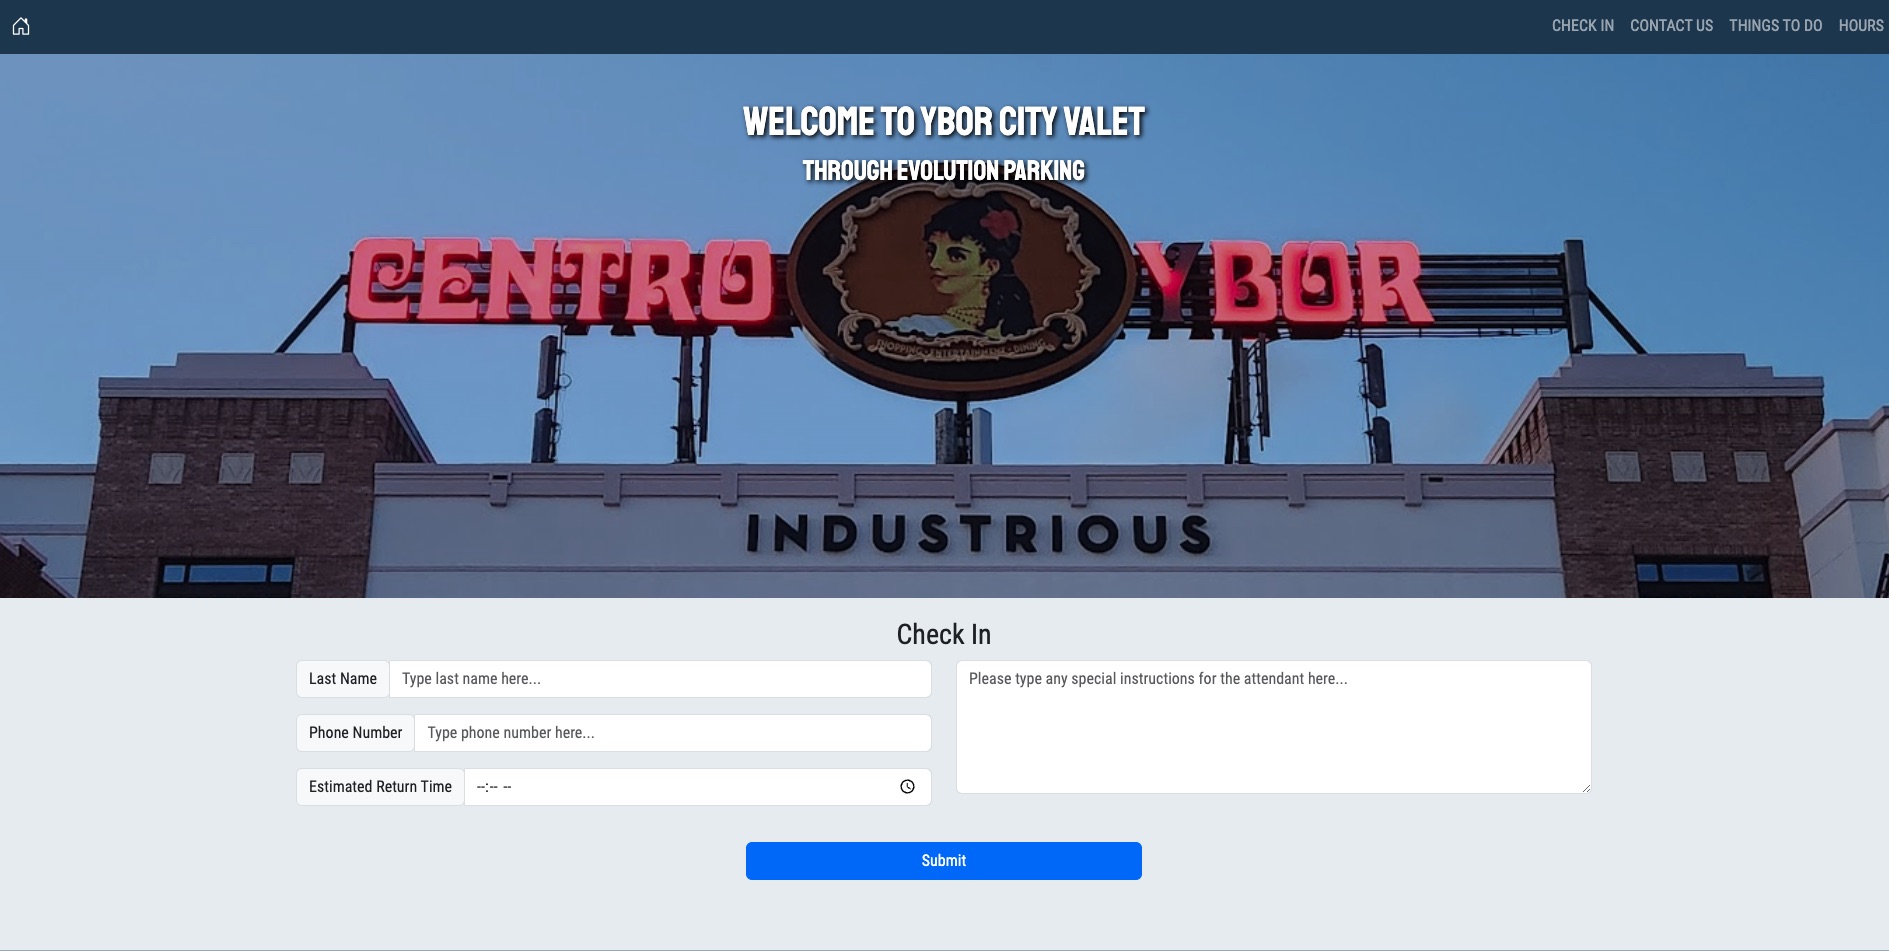 CHECK IN CONTACT US THINGS TO DO HOURS
WELCOME TO YBOR CITY VALET
THROUGH EVOLUTION PARKING
CENTRO YBOR
SHOPPING · ENTERTAINMENT · DINING
INDUSTRIOUS
Check In
Last Name Type last name here...
Please type any special instructions for the attendant here...
Phone Number Type phone number here...
Estimated Return Time --:-- --
Submit